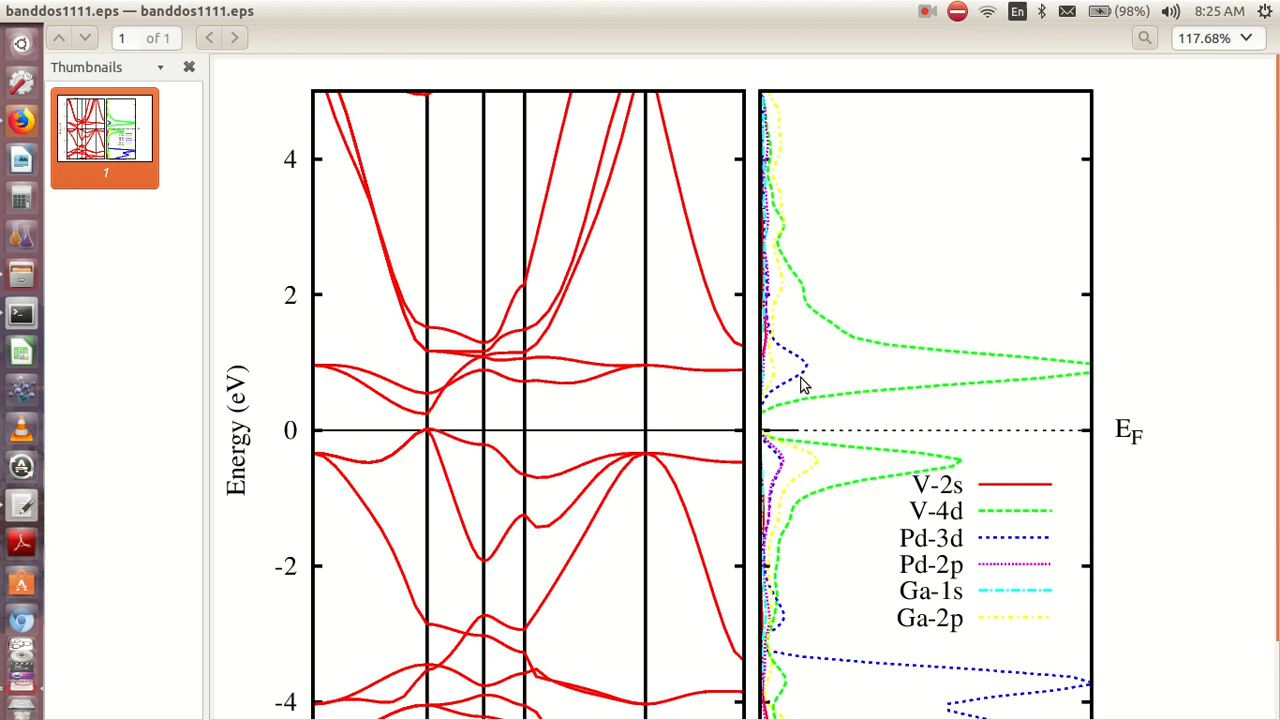 banddos1111.eps — banddos1111.eps
En
(98%)
8:25 AM
1 of 1
117.68%
Thumbnails
1
Energy (eV)
4
2
0
-2
-4
E_F
V-2s
V-4d
Pd-3d
Pd-2p
Ga-1s
Ga-2p